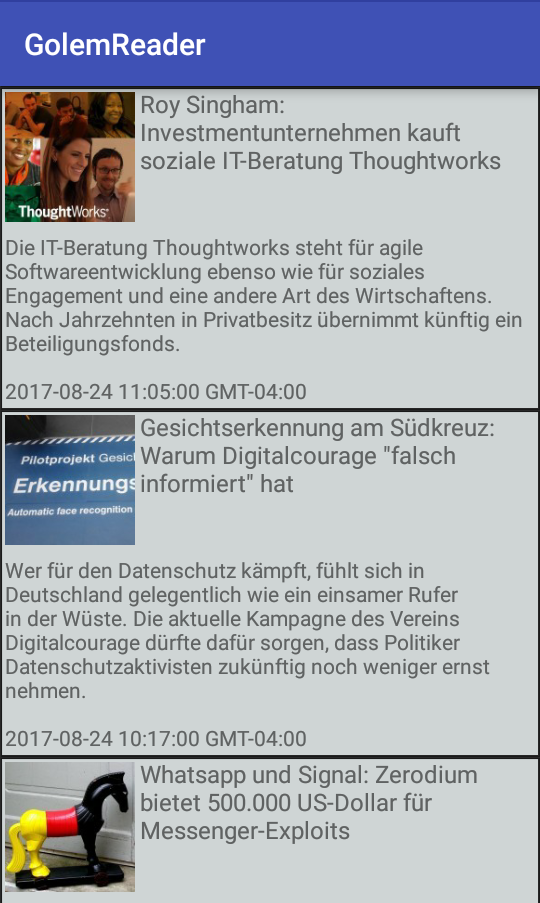 GolemReader
Roy Singham:
Investmentunternehmen kauft
soziale IT-Beratung Thoughtworks
ThoughtWorks®
Die IT-Beratung Thoughtworks steht für agile
Softwareentwicklung ebenso wie für soziales
Engagement und eine andere Art des Wirtschaftens.
Nach Jahrzehnten in Privatbesitz übernimmt künftig ein
Beteiligungsfonds.
2017-08-24 11:05:00 GMT-04:00
Gesichtserkennung am Südkreuz:
Warum Digitalcourage "falsch
informiert" hat
Pilotprojekt Gesic
Erkennungs
Automatic face recognition
Wer für den Datenschutz kämpft, fühlt sich in
Deutschland gelegentlich wie ein einsamer Rufer
in der Wüste. Die aktuelle Kampagne des Vereins
Digitalcourage dürfte dafür sorgen, dass Politiker
Datenschutzaktivisten zukünftig noch weniger ernst
nehmen.
2017-08-24 10:17:00 GMT-04:00
Whatsapp und Signal: Zerodium
bietet 500.000 US-Dollar für
Messenger-Exploits